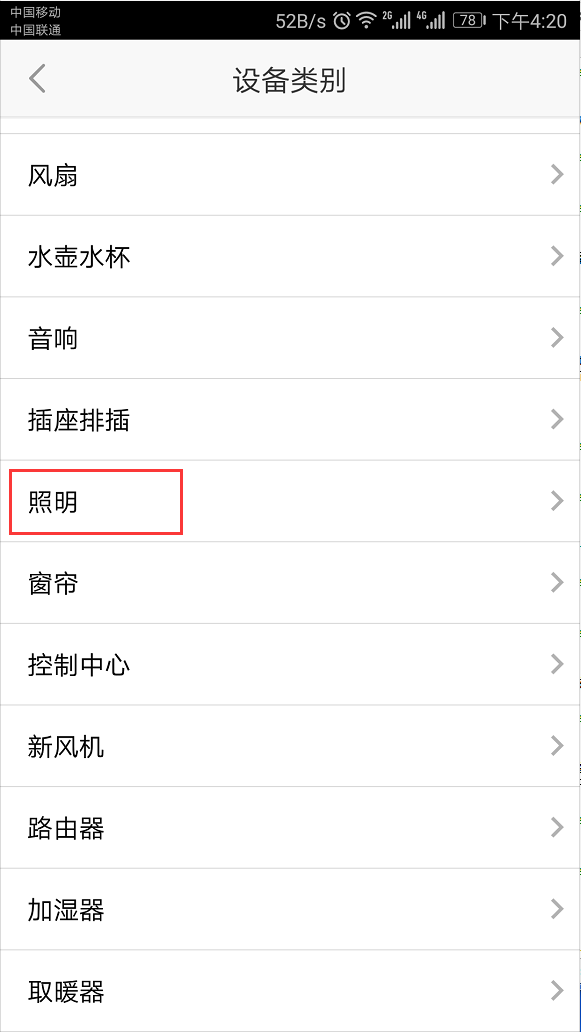 中国移动
中国联通
52B/s 2G 4G 78 下午4:20
设备类别
风扇
水壶水杯
音响
插座排插
照明
窗帘
控制中心
新风机
路由器
加湿器
取暖器